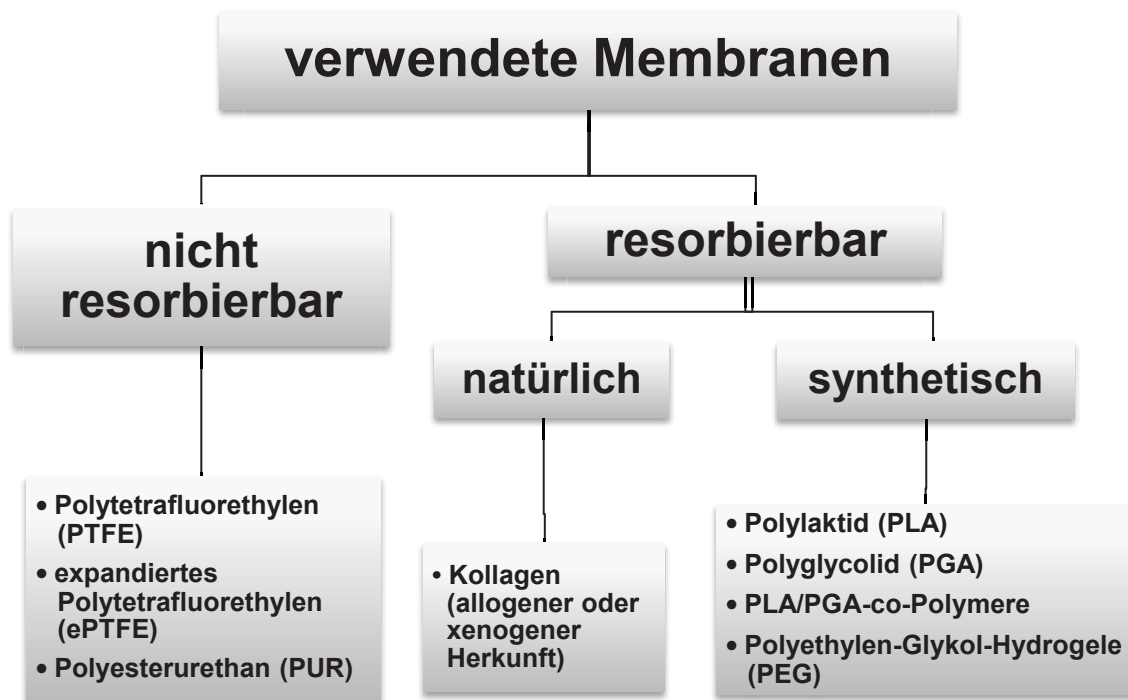 verwendete Membranen
nicht
resorbierbar
• Polytetrafluorethylen
(PTFE)
• expandiertes
Polytetrafluorethylen
(ePTFE)
• Polyesterurethan (PUR)
resorbierbar
natürlich
• Kollagen
(allogener oder
xenogener
Herkunft)
synthetisch
• Polylaktid (PLA)
• Polyglycolid (PGA)
• PLA/PGA-co-Polymere
• Polyethylen-Glykol-Hydrogele
(PEG)